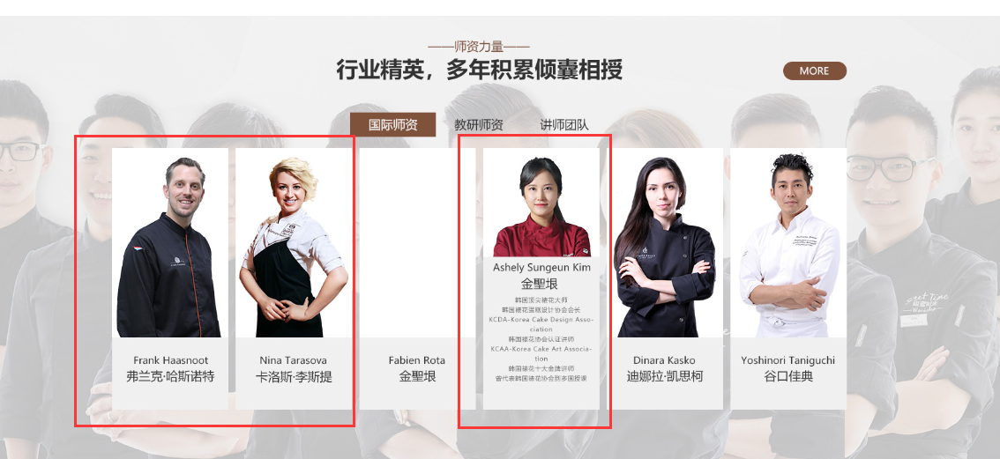 ——师资力量——
行业精英，多年积累倾囊相授
MORE
国际师资
教研师资
讲师团队
Frank Haasnoot
弗兰克·哈斯诺特
Nina Tarasova
卡洛斯·李斯提
Fabien Rota
金聖垠
Ashely Sungeun Kim
金聖垠
韩国顶尖裱花大师
韩国裱花蛋糕设计协会会长
KCDA-Korea Cake Design Asso-
ciation
韩国裱花协会认证讲师
KCAA-Korea Cake Art Associa-
tion
韩国裱花十大金牌讲师
曾代表韩国裱花协会到多国授课
Dinara Kasko
迪娜拉·凯思柯
Yoshinori Taniguchi
谷口佳典
Sweet Time